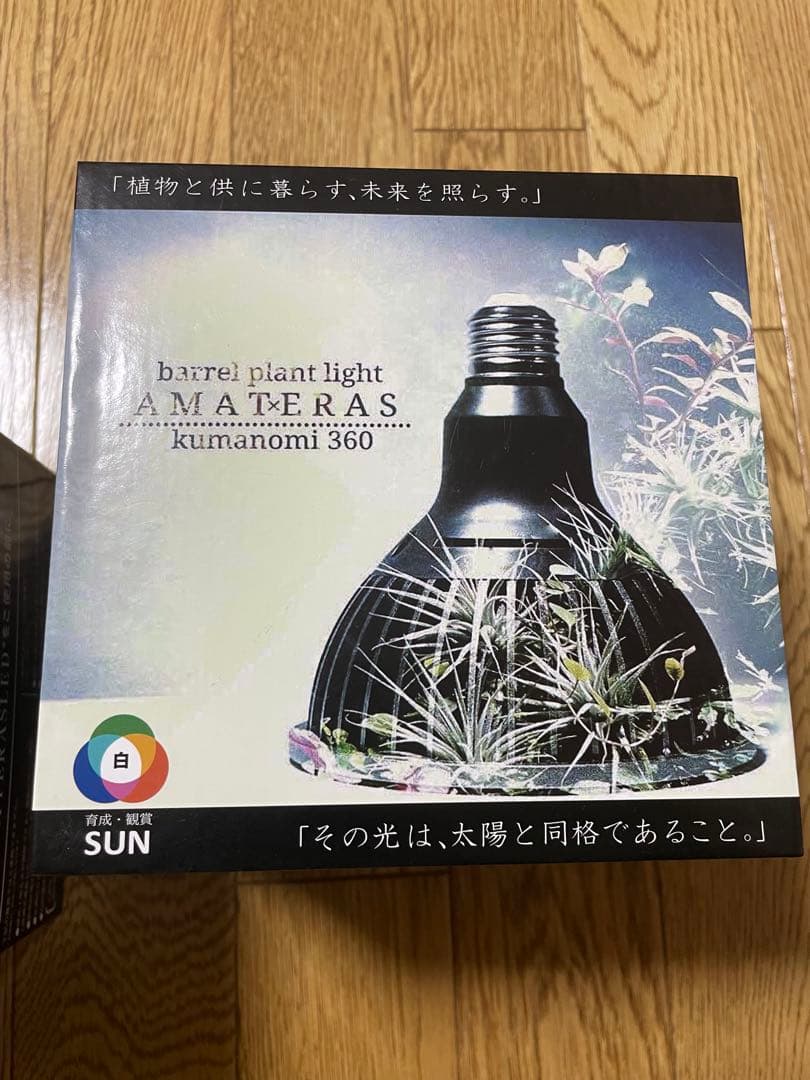 「植物と供に暮らす、未来を照らす。」
barrel plant light
AMATERAS
×
kumanomi 360
白
育成・観賞
SUN
「その光は、太陽と同格であること。」